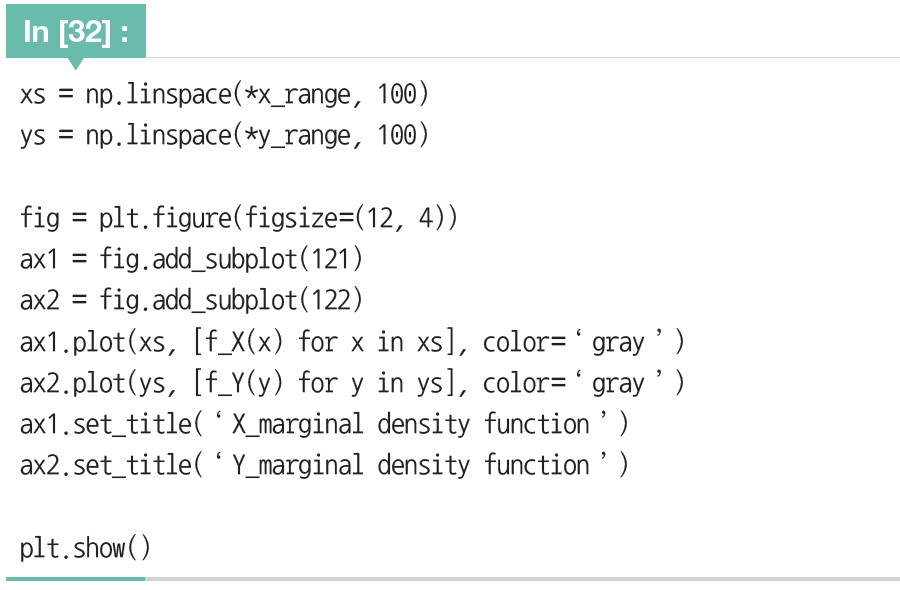 In [32] :
xs = np.linspace(*x_range, 100)
ys = np.linspace(*y_range, 100)
fig = plt.figure(figsize=(12, 4))
ax1 = fig.add_subplot(121)
ax2 = fig.add_subplot(122)
ax1.plot(xs, [f_X(x) for x in xs], color=‘gray’)
ax2.plot(ys, [f_Y(y) for y in ys], color=‘gray’)
ax1.set_title(‘X_marginal density function’)
ax2.set_title(‘Y_marginal density function’)
plt.show()